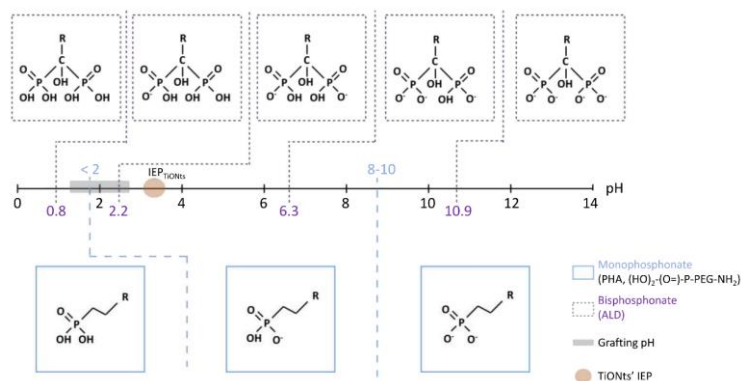 R
C
O P OH P O
OH OH OH OH
R
C
O P OH P O
O⁻ OH OH OH
R
C
O P OH P O
O⁻ OH OH O⁻
R
C
O P OH P O
O⁻ O⁻ OH O⁻
R
C
O P OH P O
O⁻ O⁻ O⁻ O⁻
< 2 IEP_TiONts 8-10
pH
0 2 4 6 8 10 12 14
0.8 2.2 6.3 10.9
O P R
OH OH
O P R
OH O⁻
O P R
O⁻ O⁻
Monophosphonate
(PHA, (HO)₂-(O=)-P-PEG-NH₂)
Bisphosphonate
(ALD)
Grafting pH
TiONts' IEP